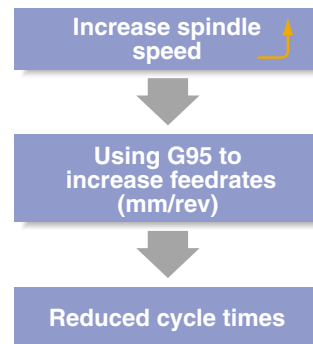 Increase spindle
speed
Using G95 to
increase feedrates
(mm/rev)
Reduced cycle times